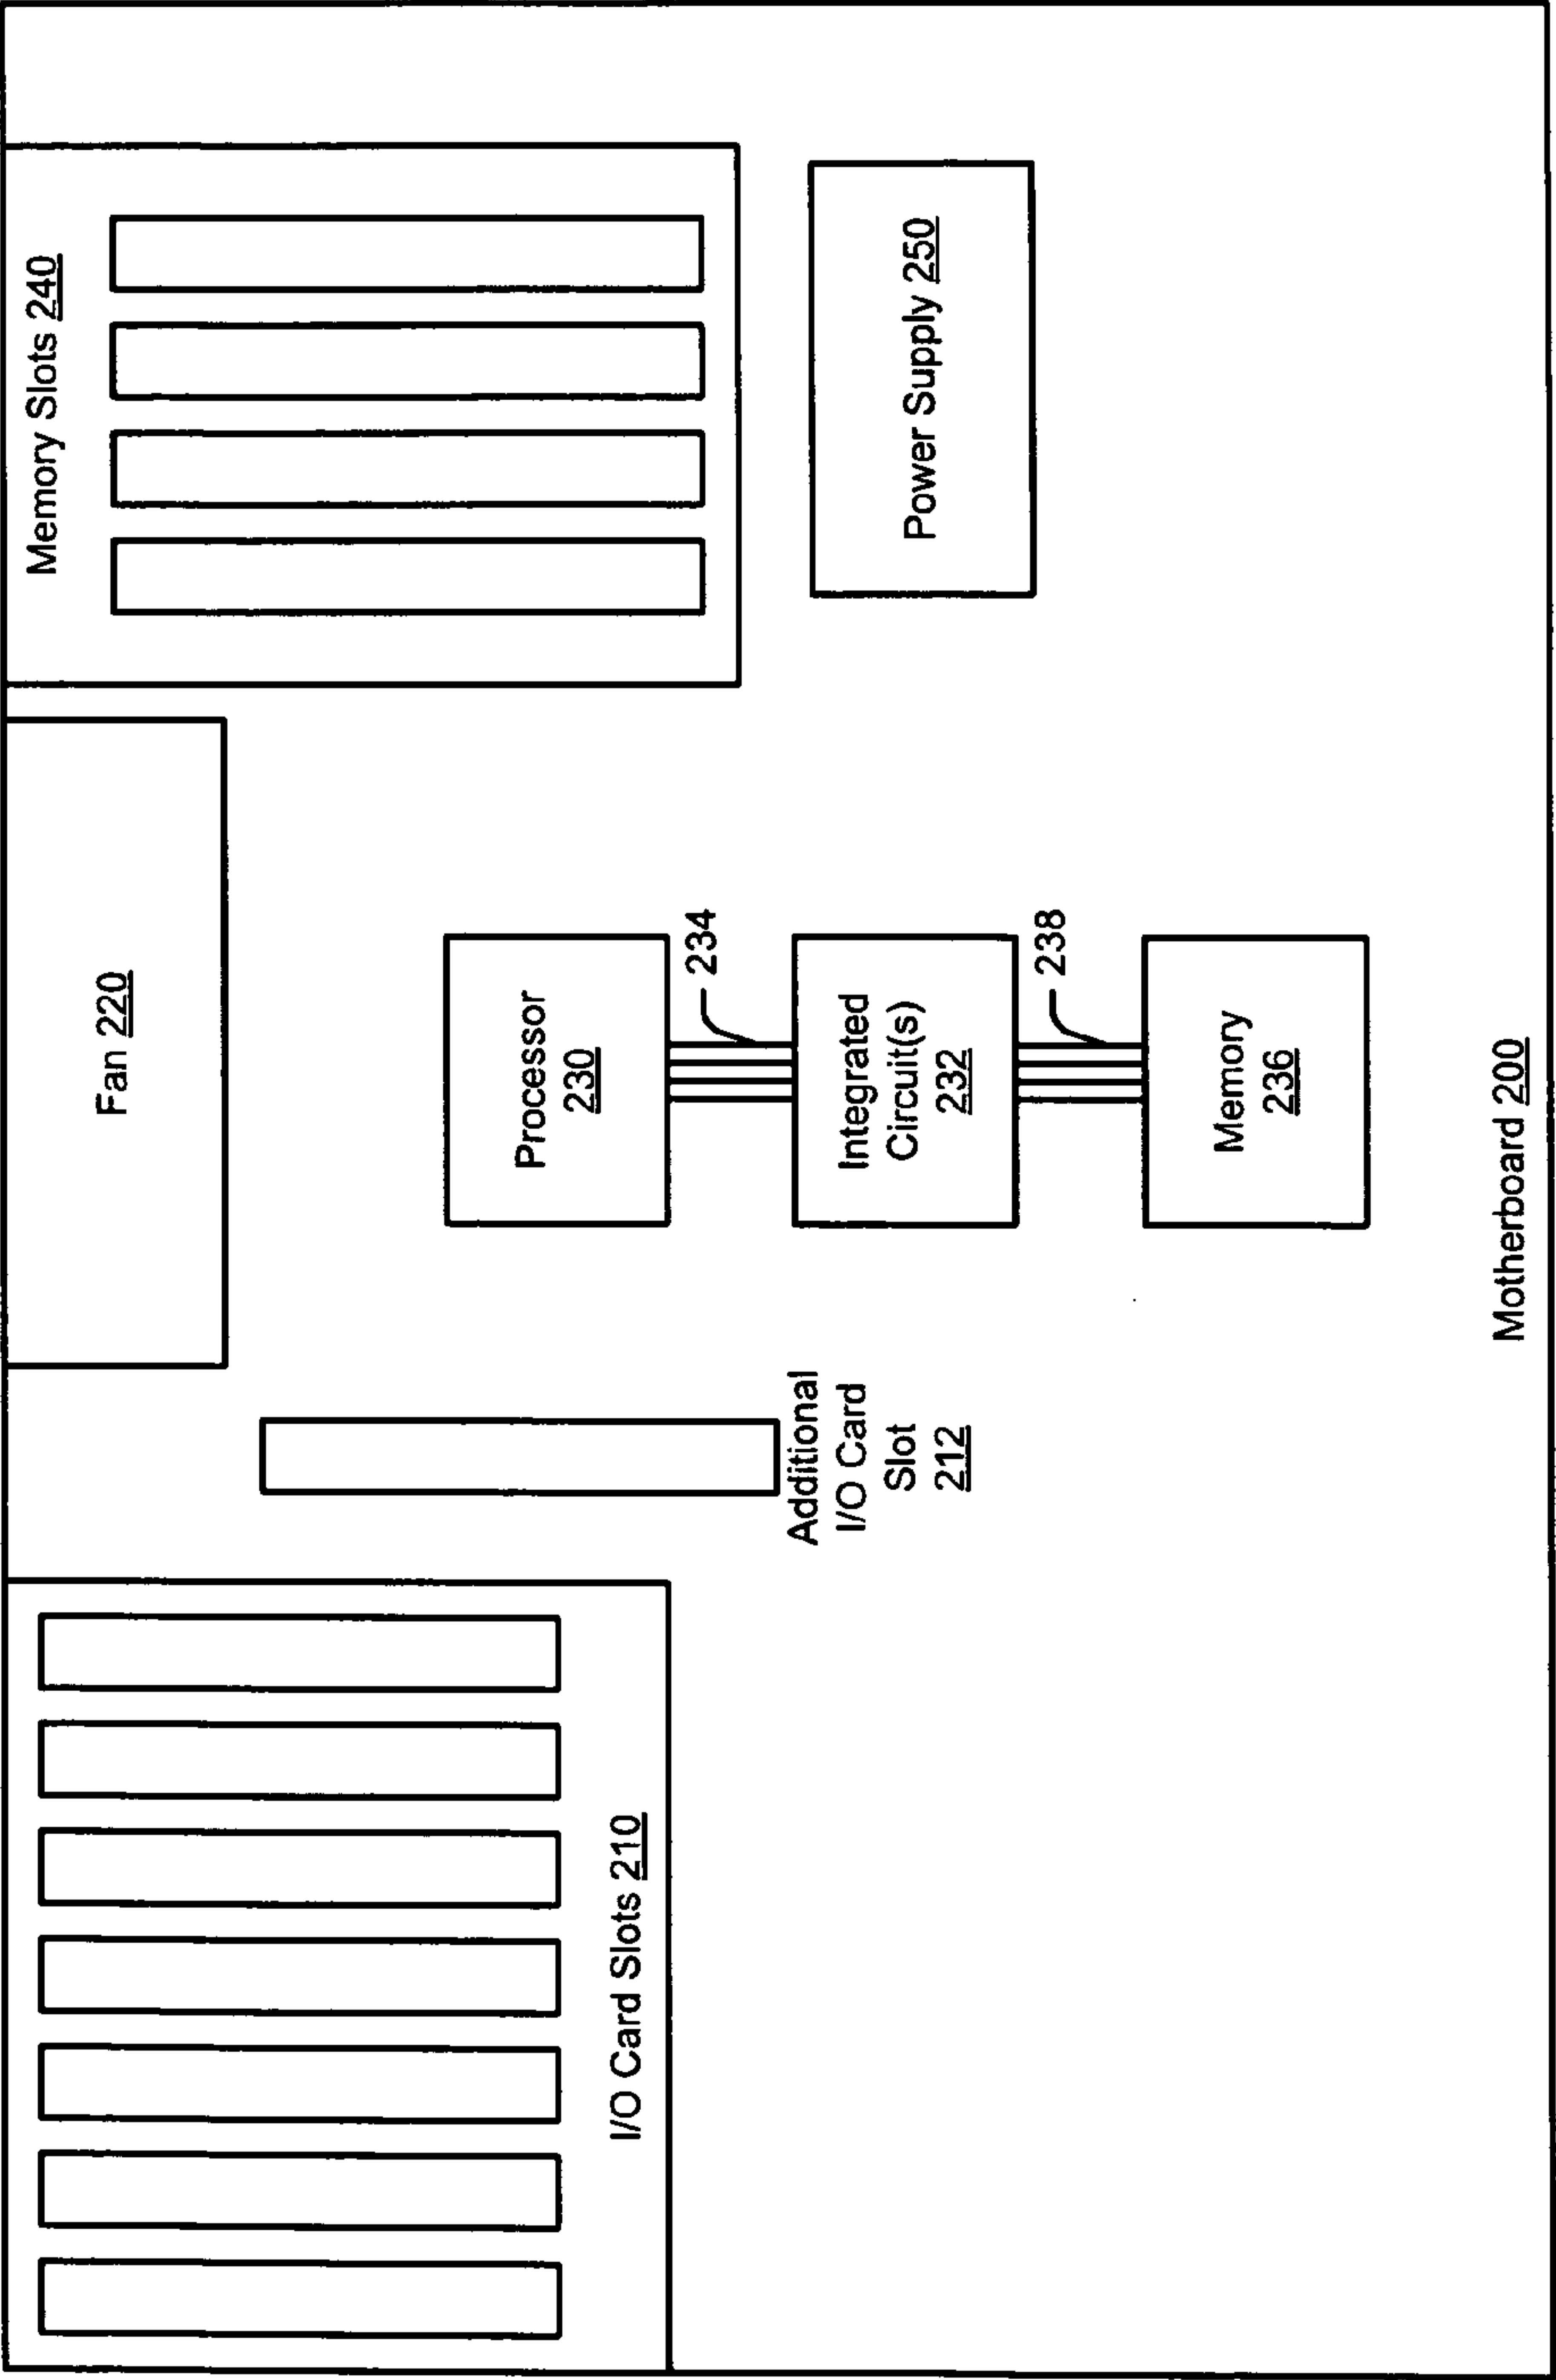 I/O Card Slots 210
Additional
I/O Card
Slot
212
Fan 220
Processor
230
234
Integrated
Circuit(s)
232
238
Memory
236
Memory Slots 240
Power Supply 250
Motherboard 200